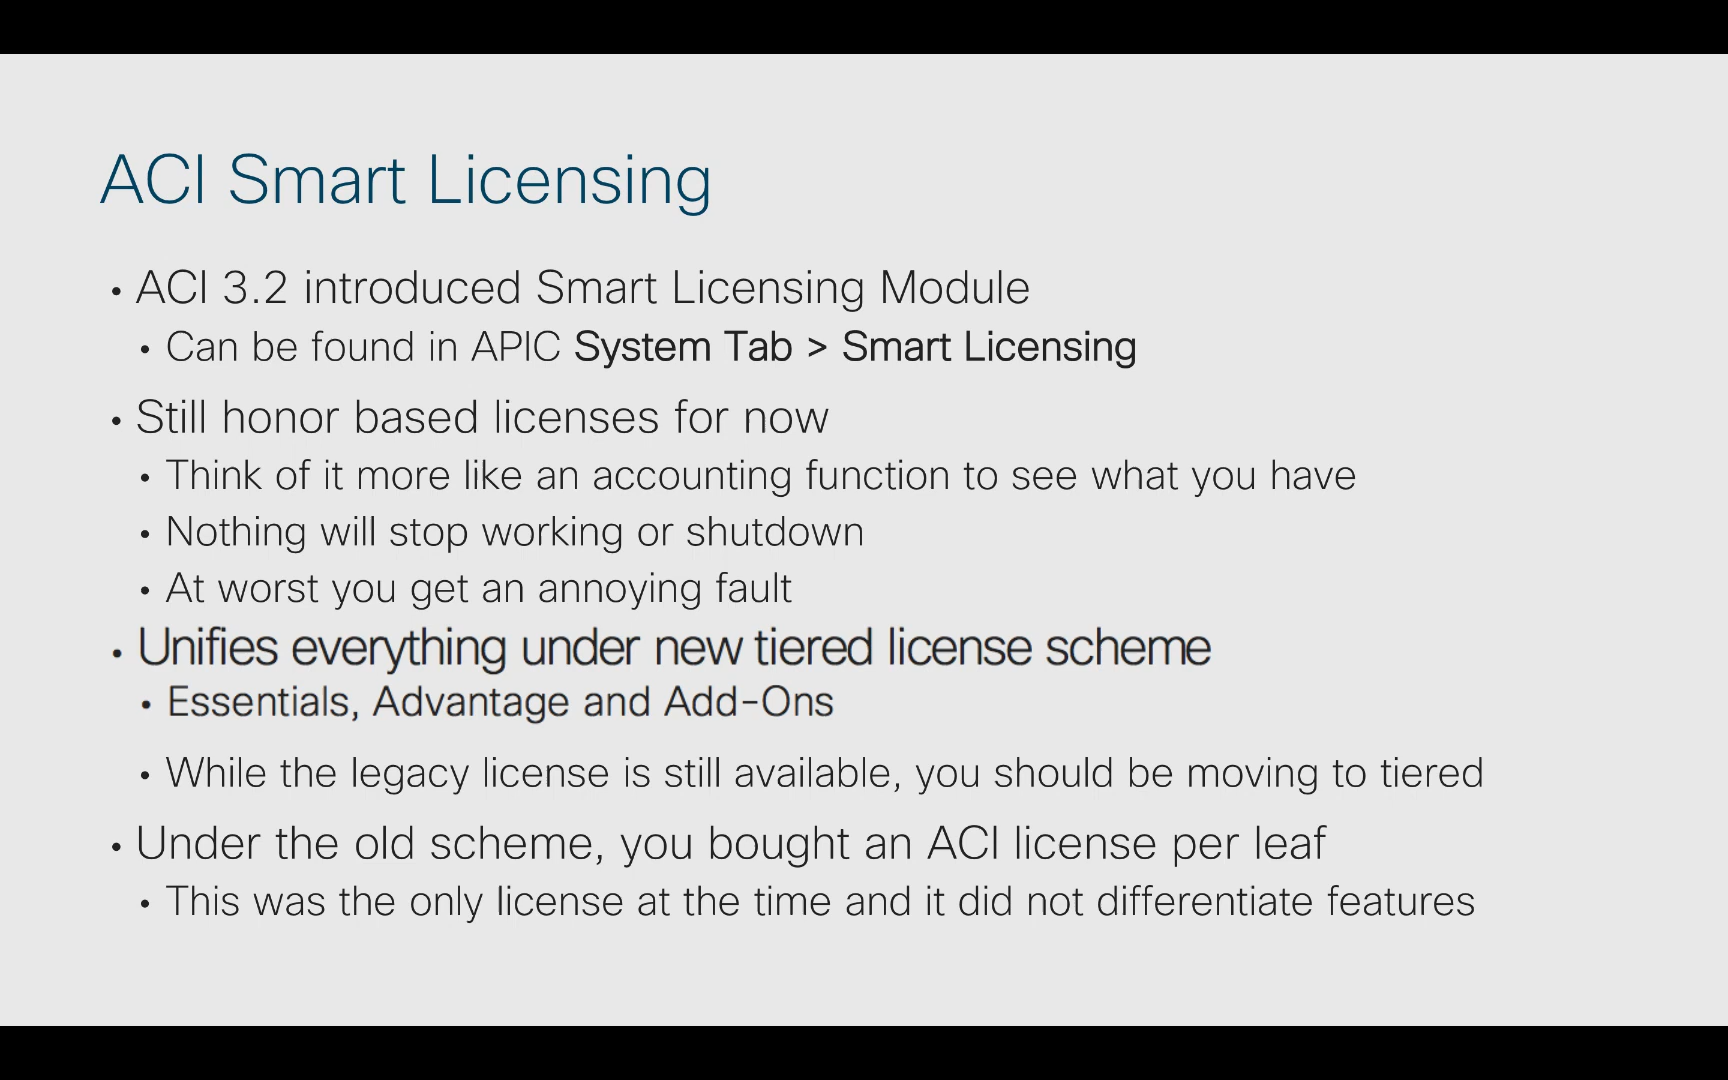 ACI Smart Licensing
• ACI 3.2 introduced Smart Licensing Module
• Can be found in APIC System Tab > Smart Licensing
• Still honor based licenses for now
• Think of it more like an accounting function to see what you have
• Nothing will stop working or shutdown
• At worst you get an annoying fault
• Unifies everything under new tiered license scheme
• Essentials, Advantage and Add-Ons
• While the legacy license is still available, you should be moving to tiered
• Under the old scheme, you bought an ACI license per leaf
• This was the only license at the time and it did not differentiate features